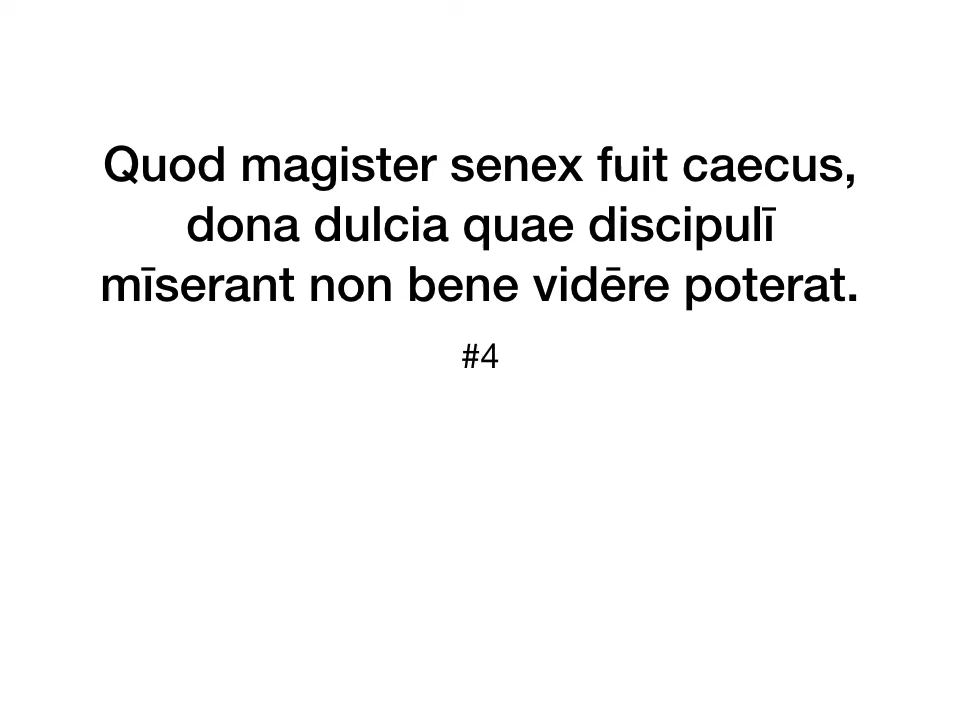 Quod magister senex fuit caecus,
dona dulcia quae discipulī
mīserant non bene vidēre poterat.
#4